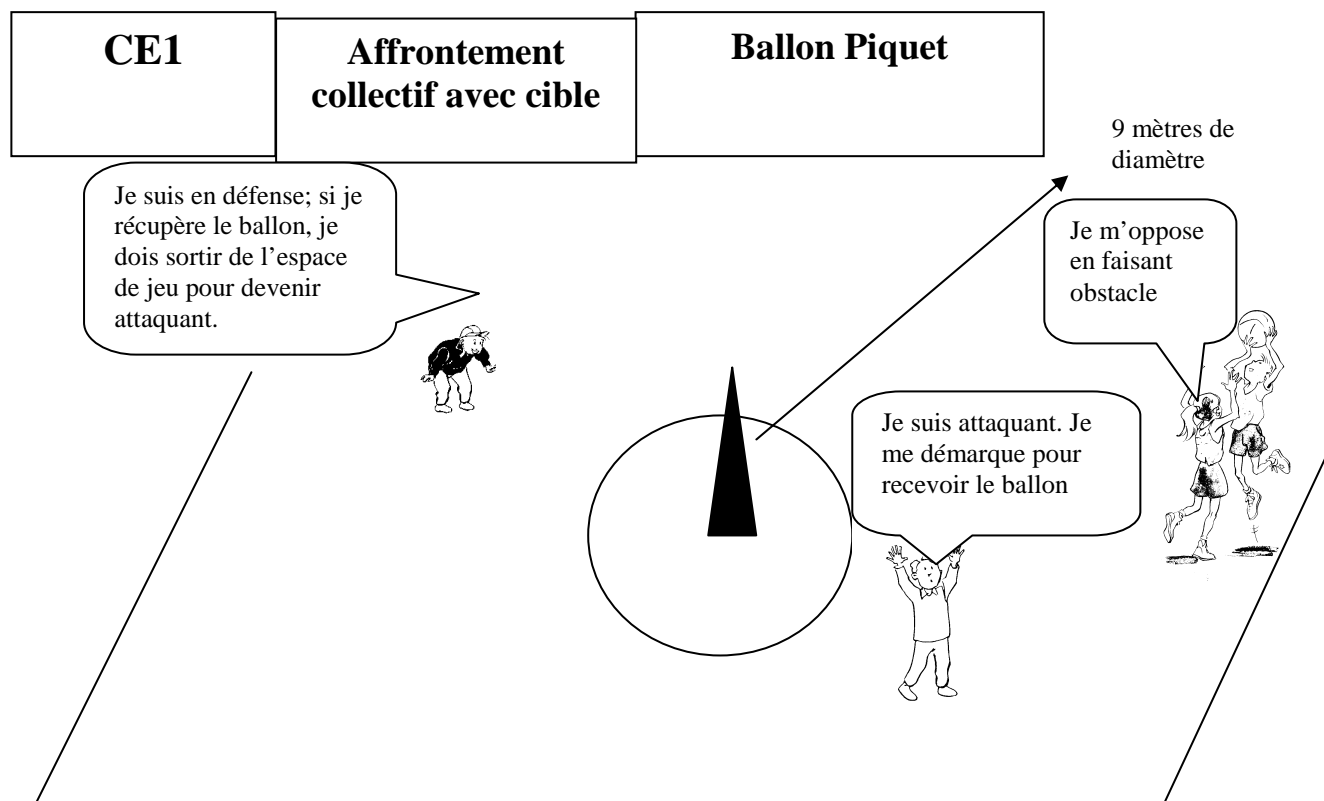 CE1
Affrontement
collectif avec cible
Ballon Piquet
9 mètres de
diamètre
Je suis en défense; si je
récupère le ballon, je
dois sortir de l’espace
de jeu pour devenir
attaquant.
Je m’oppose
en faisant
obstacle
Je suis attaquant. Je
me démarque pour
recevoir le ballon